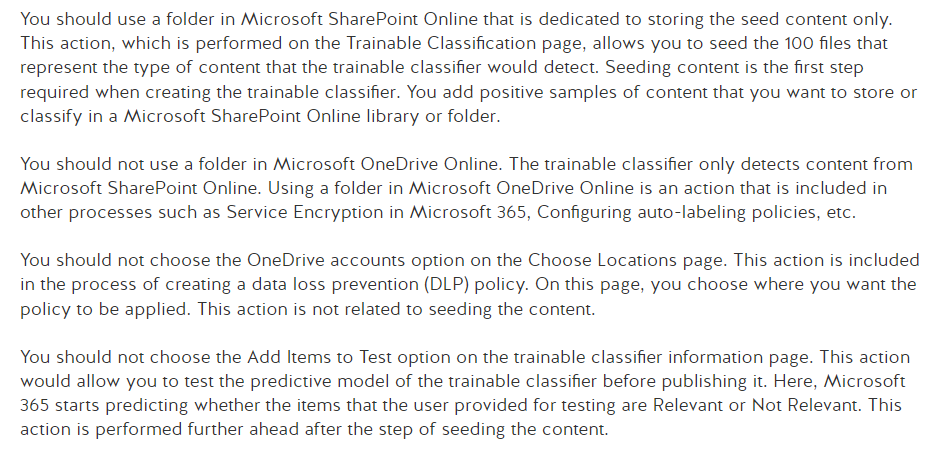 You should use a folder in Microsoft SharePoint Online that is dedicated to storing the seed content only.
This action, which is performed on the Trainable Classification page, allows you to seed the 100 files that
represent the type of content that the trainable classifier would detect. Seeding content is the first step
required when creating the trainable classifier. You add positive samples of content that you want to store or
classify in a Microsoft SharePoint Online library or folder.
You should not use a folder in Microsoft OneDrive Online. The trainable classifier only detects content from
Microsoft SharePoint Online. Using a folder in Microsoft OneDrive Online is an action that is included in
other processes such as Service Encryption in Microsoft 365, Configuring auto-labeling policies, etc.
You should not choose the OneDrive accounts option on the Choose Locations page. This action is included
in the process of creating a data loss prevention (DLP) policy. On this page, you choose where you want the
policy to be applied. This action is not related to seeding the content.
You should not choose the Add Items to Test option on the trainable classifier information page. This action
would allow you to test the predictive model of the trainable classifier before publishing it. Here, Microsoft
365 starts predicting whether the items that the user provided for testing are Relevant or Not Relevant. This
action is performed further ahead after the step of seeding the content.